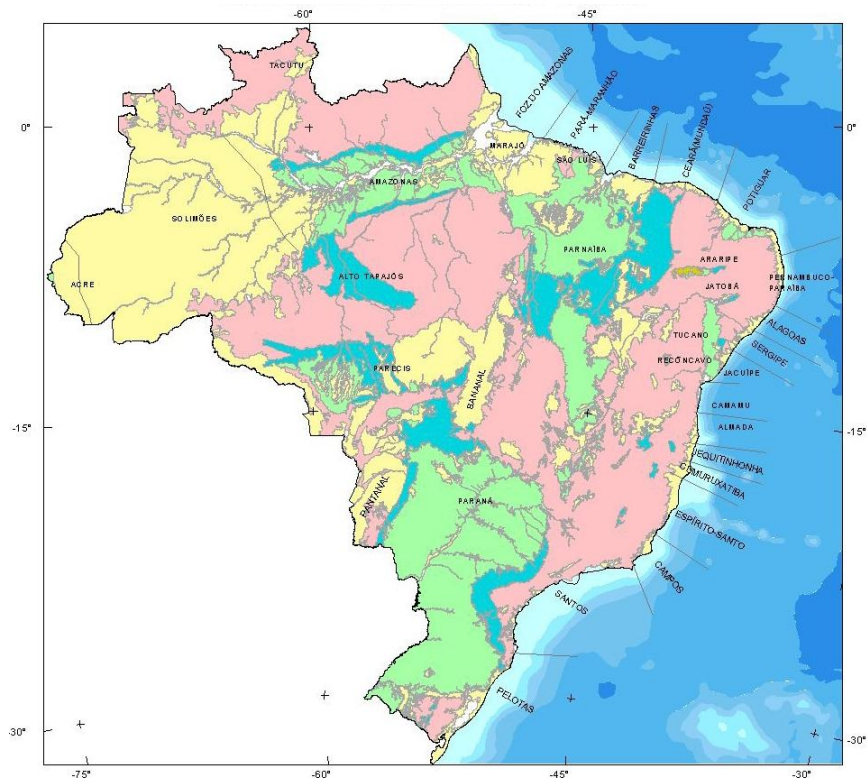 -60°
-45°
TACUTU
FOZ DO AMAZONAS
PARÁ-MARANHÃO
BARREIRINHAS
CEARÁ(MUNDAÚ)
POTIGUAR
0°
0°
MARAJÓ
SÃO LUÍS
AMAZONAS
SOLIMÕES
PARNAÍBA
ARARIPE
PERNAMBUCO-
PARAÍBA
ALTO TAPAJÓS
JATOBÁ
ACRE
ALAGOAS
TUCANO
SERGIPE
RECÔNCAVO
JACUÍPE
PARECIS
BANANAL
CAMAMU
-15°
ALMADA
-15°
JEQUITINHONHA
CUMURUXATIBA
PANTANAL
PARANÁ
ESPÍRITO-SANTO
CAMPOS
SANTOS
PELOTAS
-30°
-30°
-75°
-60°
-45°
-30°